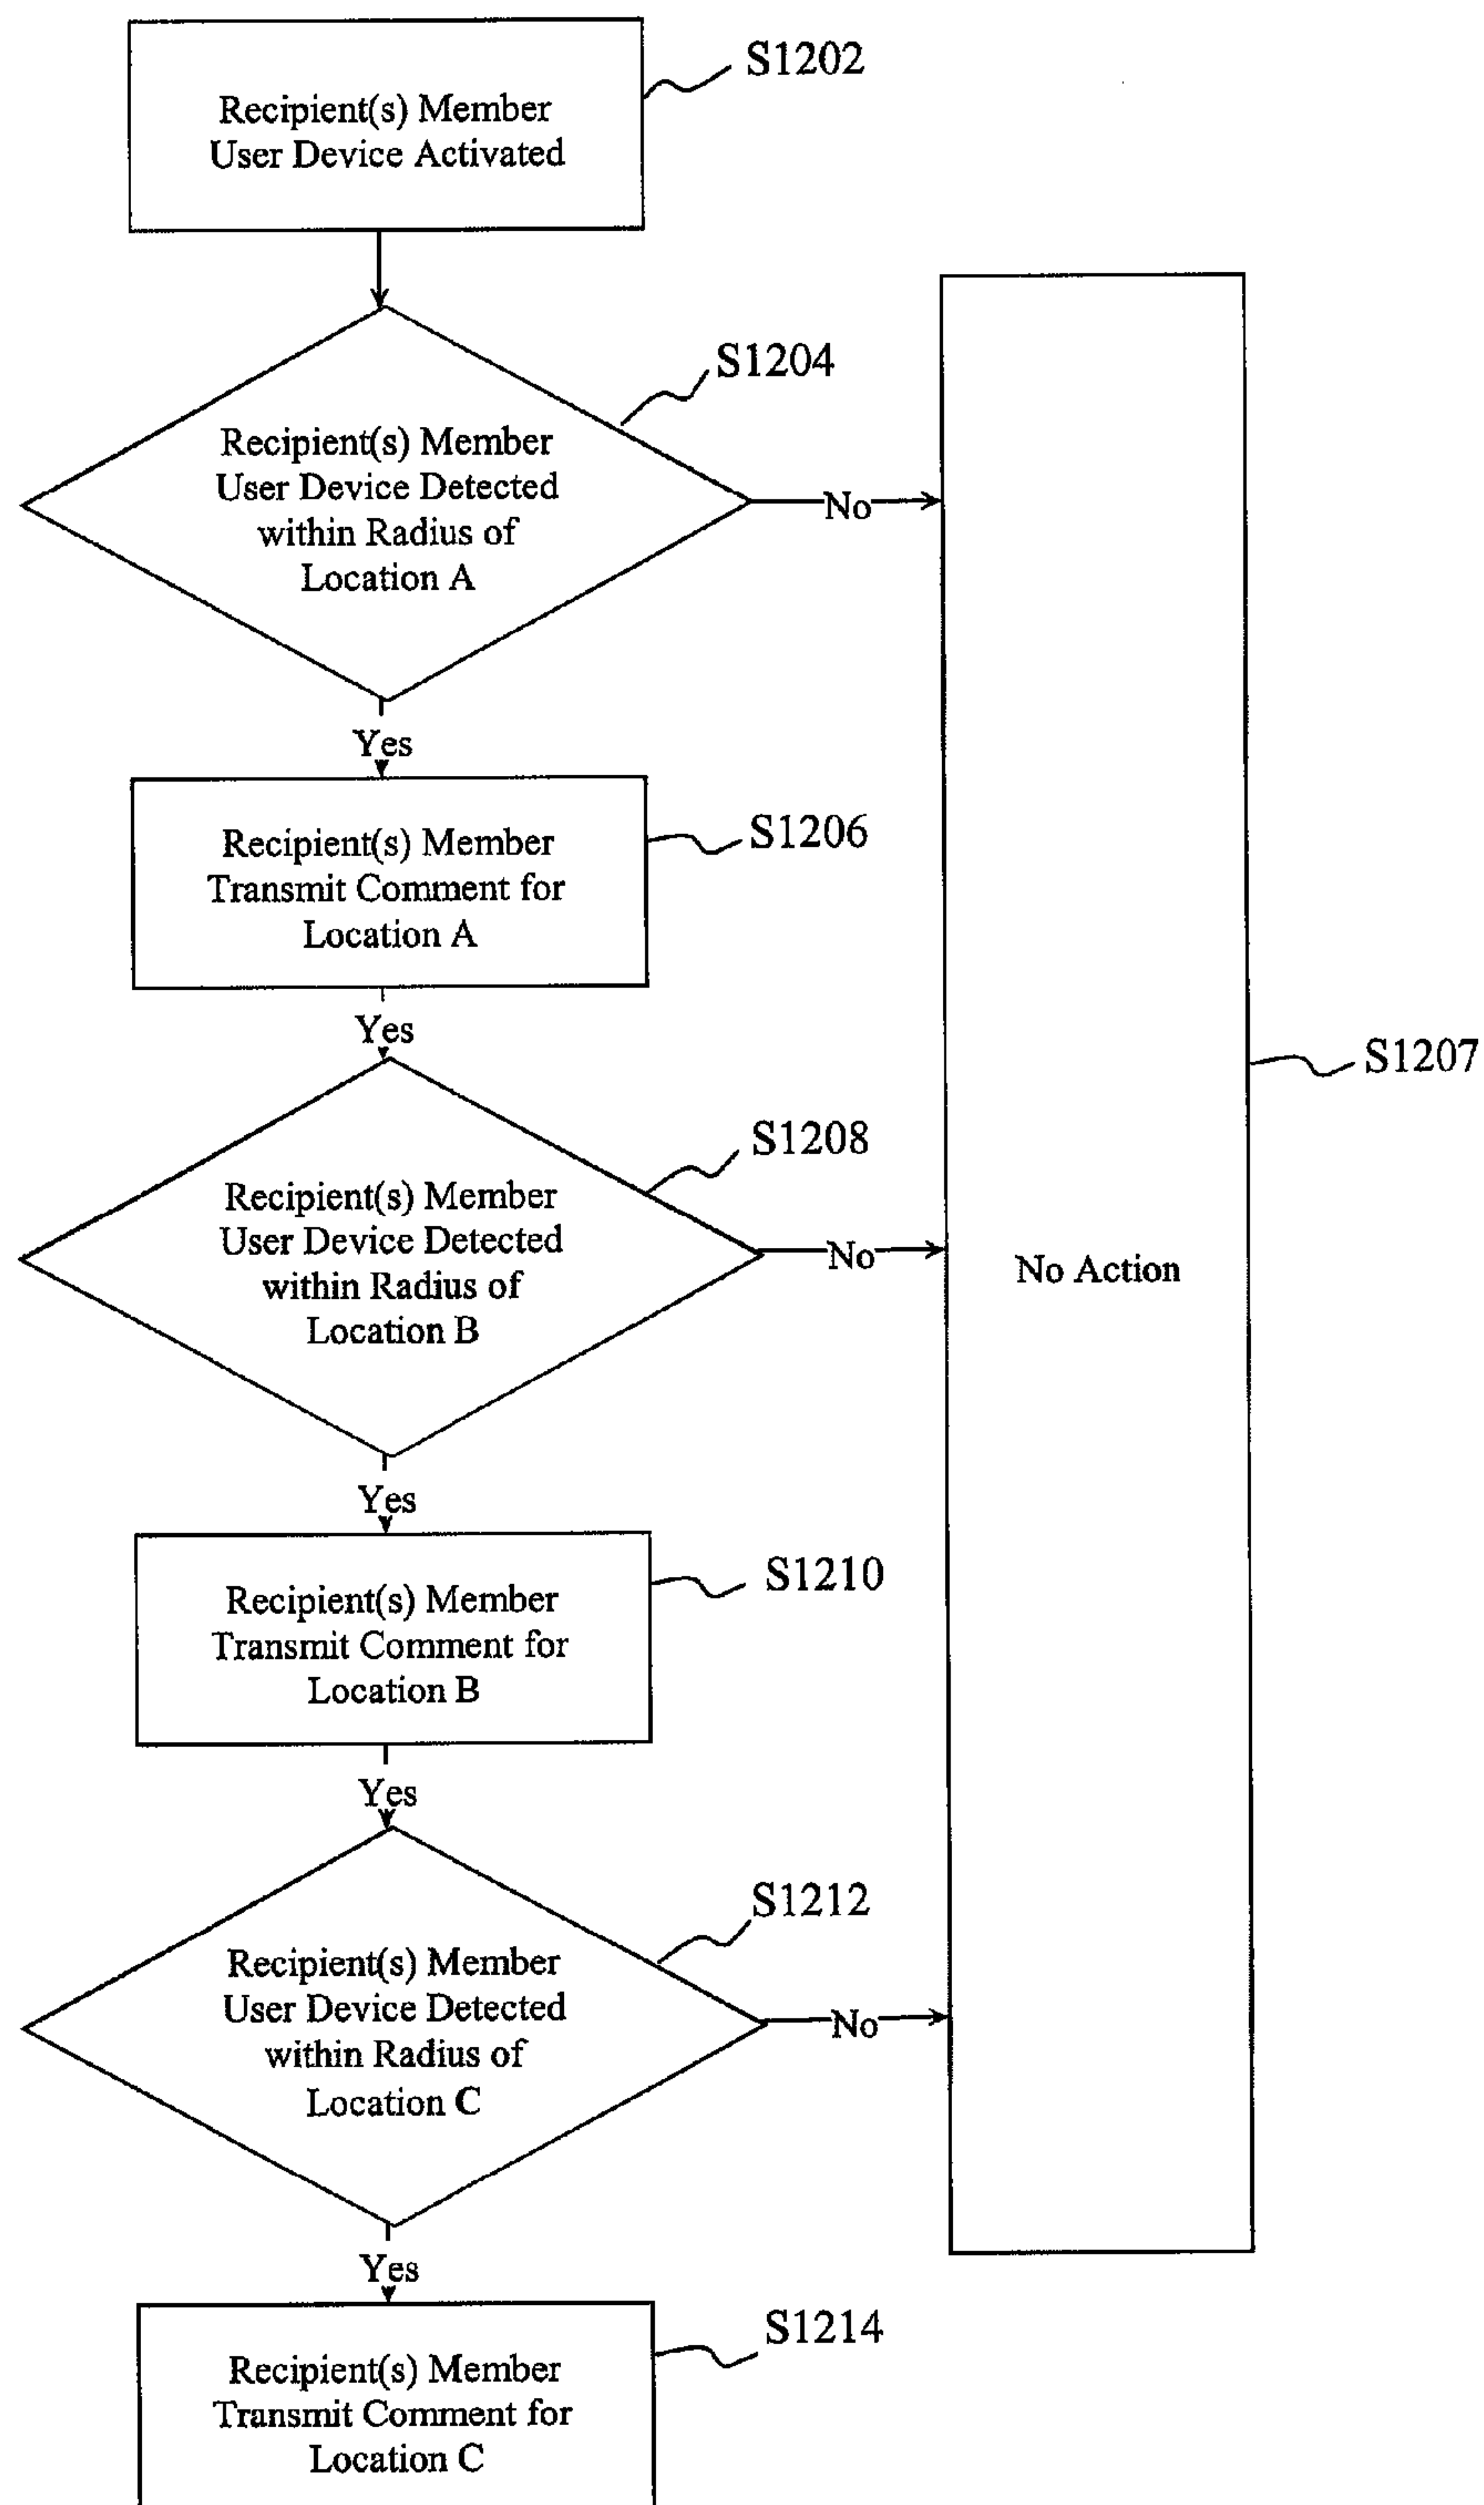 S1202
Recipient(s) Member
User Device Activated
S1204
Recipient(s) Member
User Device Detected
within Radius of
Location A
No
Yes
S1206
Recipient(s) Member
Transmit Comment for
Location A
S1207
Yes
S1208
Recipient(s) Member
User Device Detected
within Radius of
Location B
No
No Action
Yes
S1210
Recipient(s) Member
Transmit Comment for
Location B
Yes
S1212
Recipient(s) Member
User Device Detected
within Radius of
Location C
No
Yes
S1214
Recipient(s) Member
Transmit Comment for
Location C